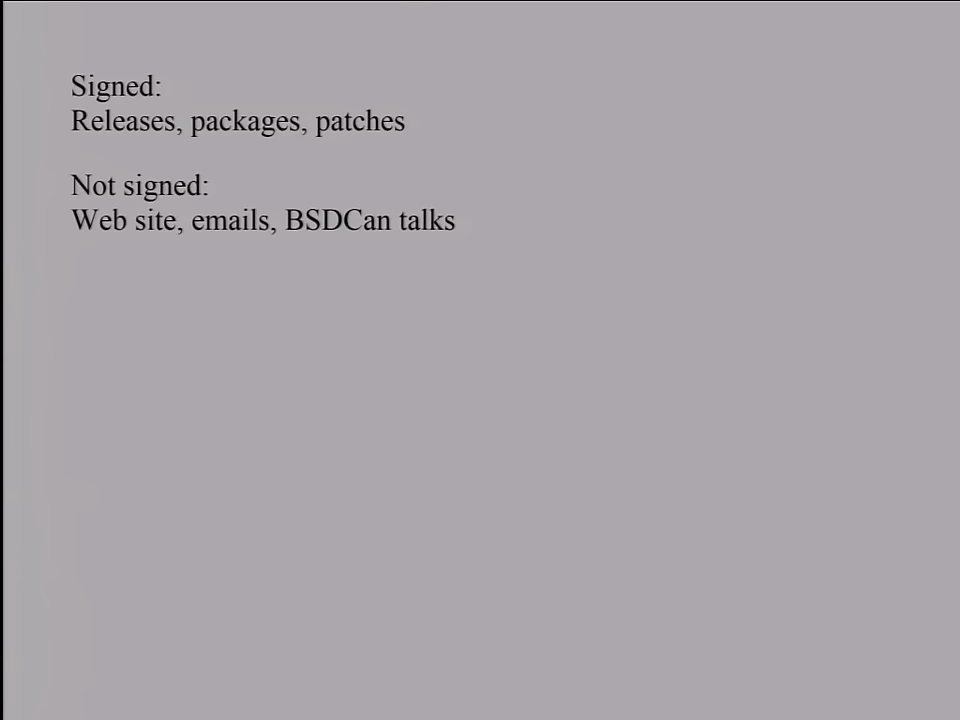 Signed:
Releases, packages, patches
Not signed:
Web site, emails, BSDCan talks